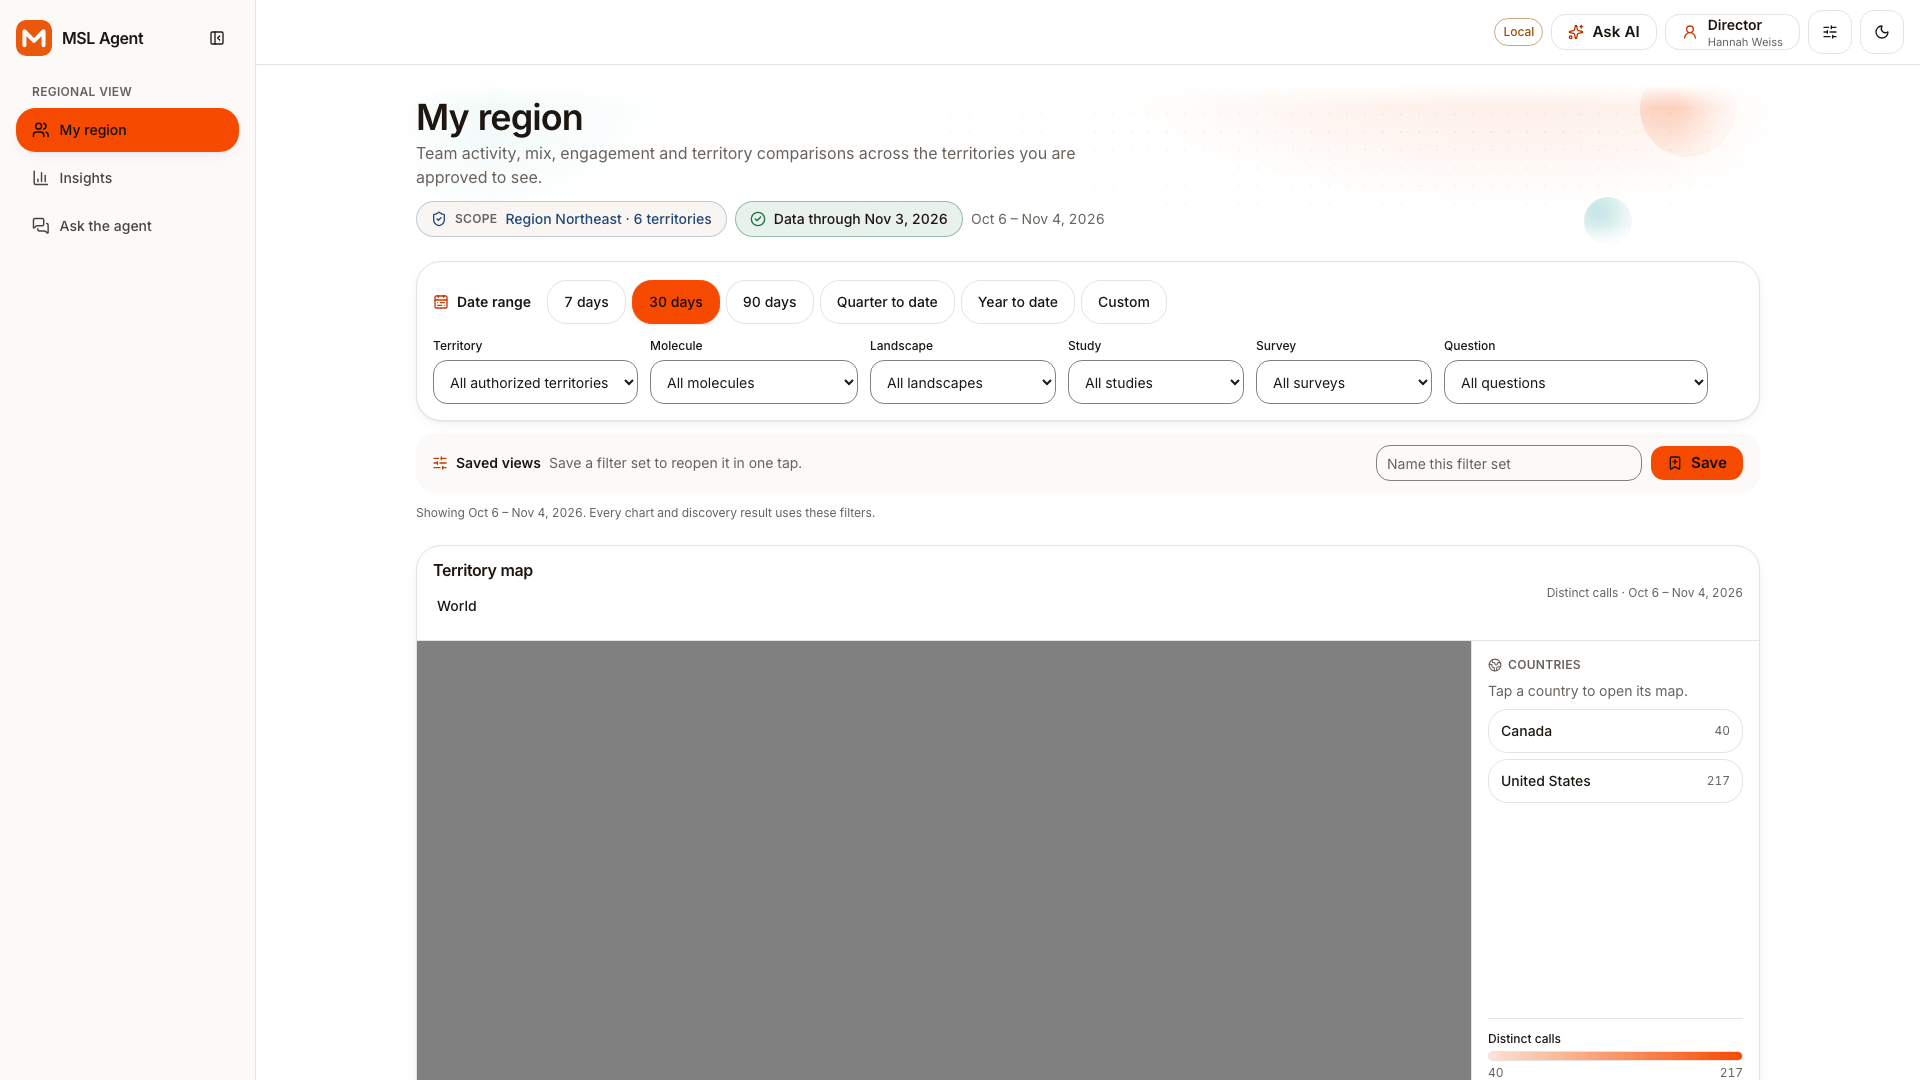 MSL Agent
REGIONAL VIEW
My region
Insights
Ask the agent
Local
Ask AI
Director
Hannah Weiss
My region
Team activity, mix, engagement and territory comparisons across the territories you are
approved to see.
SCOPE Region Northeast · 6 territories
Data through Nov 3, 2026
Oct 6 – Nov 4, 2026
Date range
7 days
30 days
90 days
Quarter to date
Year to date
Custom
Territory
Molecule
Landscape
Study
Survey
Question
All authorized territories
All molecules
All landscapes
All studies
All surveys
All questions
Saved views Save a filter set to reopen it in one tap.
Name this filter set
Save
Showing Oct 6 – Nov 4, 2026. Every chart and discovery result uses these filters.
Territory map
World
Distinct calls · Oct 6 – Nov 4, 2026
COUNTRIES
Tap a country to open its map.
Canada 40
United States 217
Distinct calls
40 217